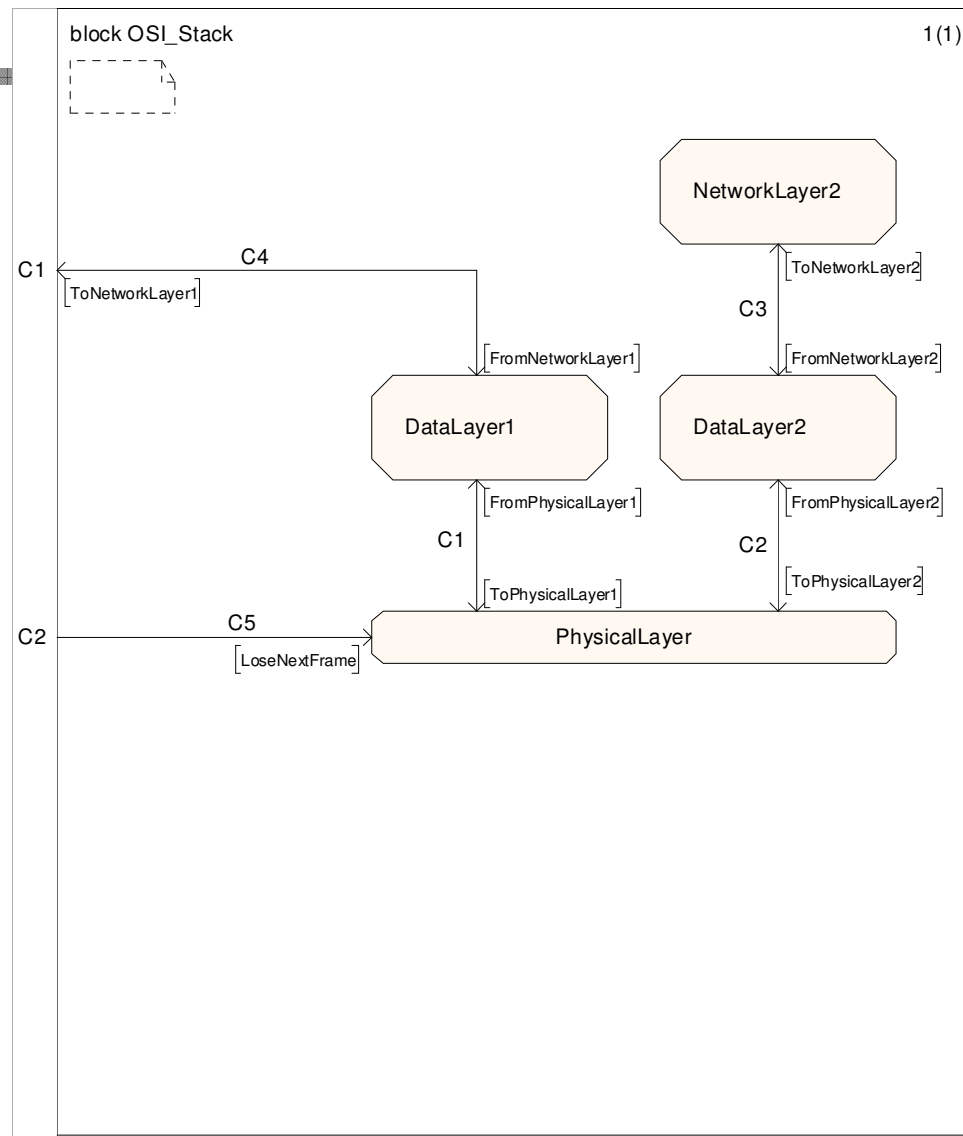 block OSI_Stack
1(1)
NetworkLayer2
C1
C4
[ToNetworkLayer1]
[ToNetworkLayer2]
C3
[FromNetworkLayer1]
[FromNetworkLayer2]
DataLayer1
DataLayer2
[FromPhysicalLayer1]
[FromPhysicalLayer2]
C1
C2
[ToPhysicalLayer1]
[ToPhysicalLayer2]
C2
C5
[LoseNextFrame]
PhysicalLayer